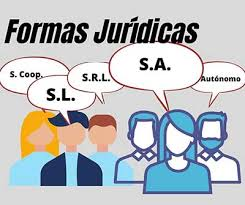 Formas Jurídicas
S. Coop.
S.L.
S.R.L.
S.A.
Autónomo